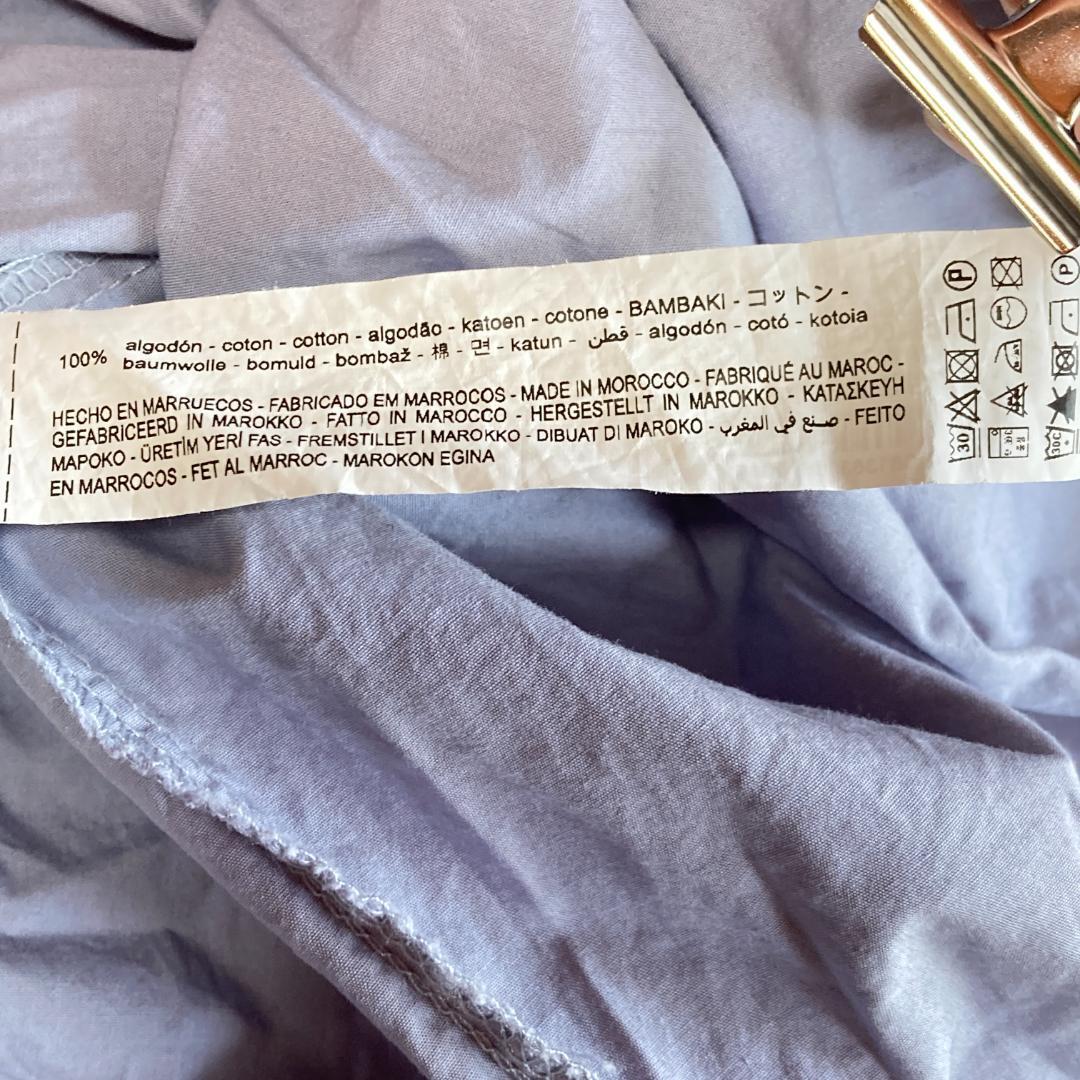 100%
algodón - coton - cotton - algodão - katoen - cotone - BAMBAKI - コットン -
baumwolle - bomuld - bombaž - 棉 - 면 - katun - قطن - algodón - cotó - kotoia
HECHO EN MARRUECOS - FABRICADO EM MARROCOS - MADE IN MOROCCO - FABRIQUÉ AU MAROC -
GEFABRICEERD IN MAROKKO - FATTO IN MAROCCO - HERGESTELLT IN MAROKKO - ΚΑΤΑΣΚΕΥΗ
ΜΑΡΟΚΟ - ÜRETİM YERİ FAS - FREMSTILLET I MAROKKO - DIBUAT DI MAROKO - صنع في المغرب - FEITO
EN MARROCOS - FET AL MARROC - MAROKON EGINA
P
P
30
30C